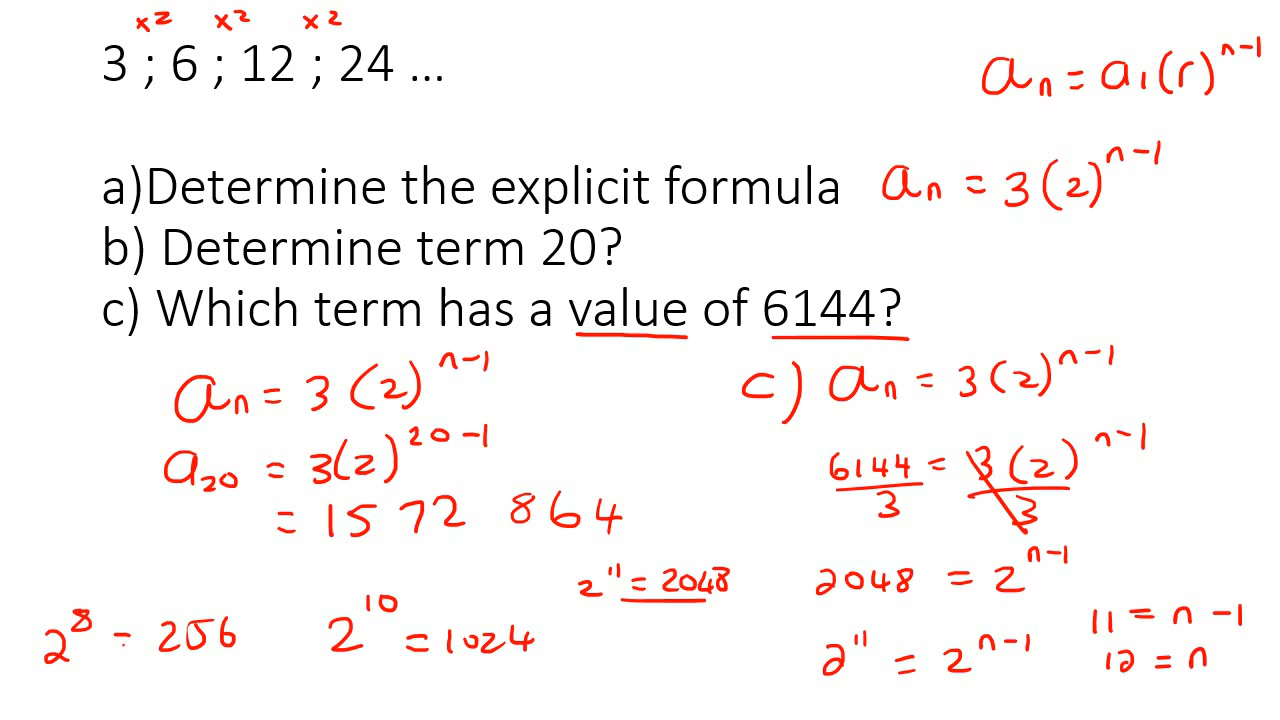 x2 x2 x2
3 ; 6 ; 12 ; 24 ...
aₙ = a₁(r)ⁿ⁻¹
a)Determine the explicit formula aₙ = 3(2)ⁿ⁻¹
b) Determine term 20?
c) Which term has a value of 6144?
aₙ = 3(2)ⁿ⁻¹
a₂₀ = 3(2)²⁰⁻¹
= 1572 864
2¹¹ = 2048
2⁸ = 256
2¹⁰ = 1024
c) aₙ = 3(2)ⁿ⁻¹
6144/3 = 3(2)ⁿ⁻¹/3
2048 = 2ⁿ⁻¹
2¹¹ = 2ⁿ⁻¹
11 = n - 1
12 = n